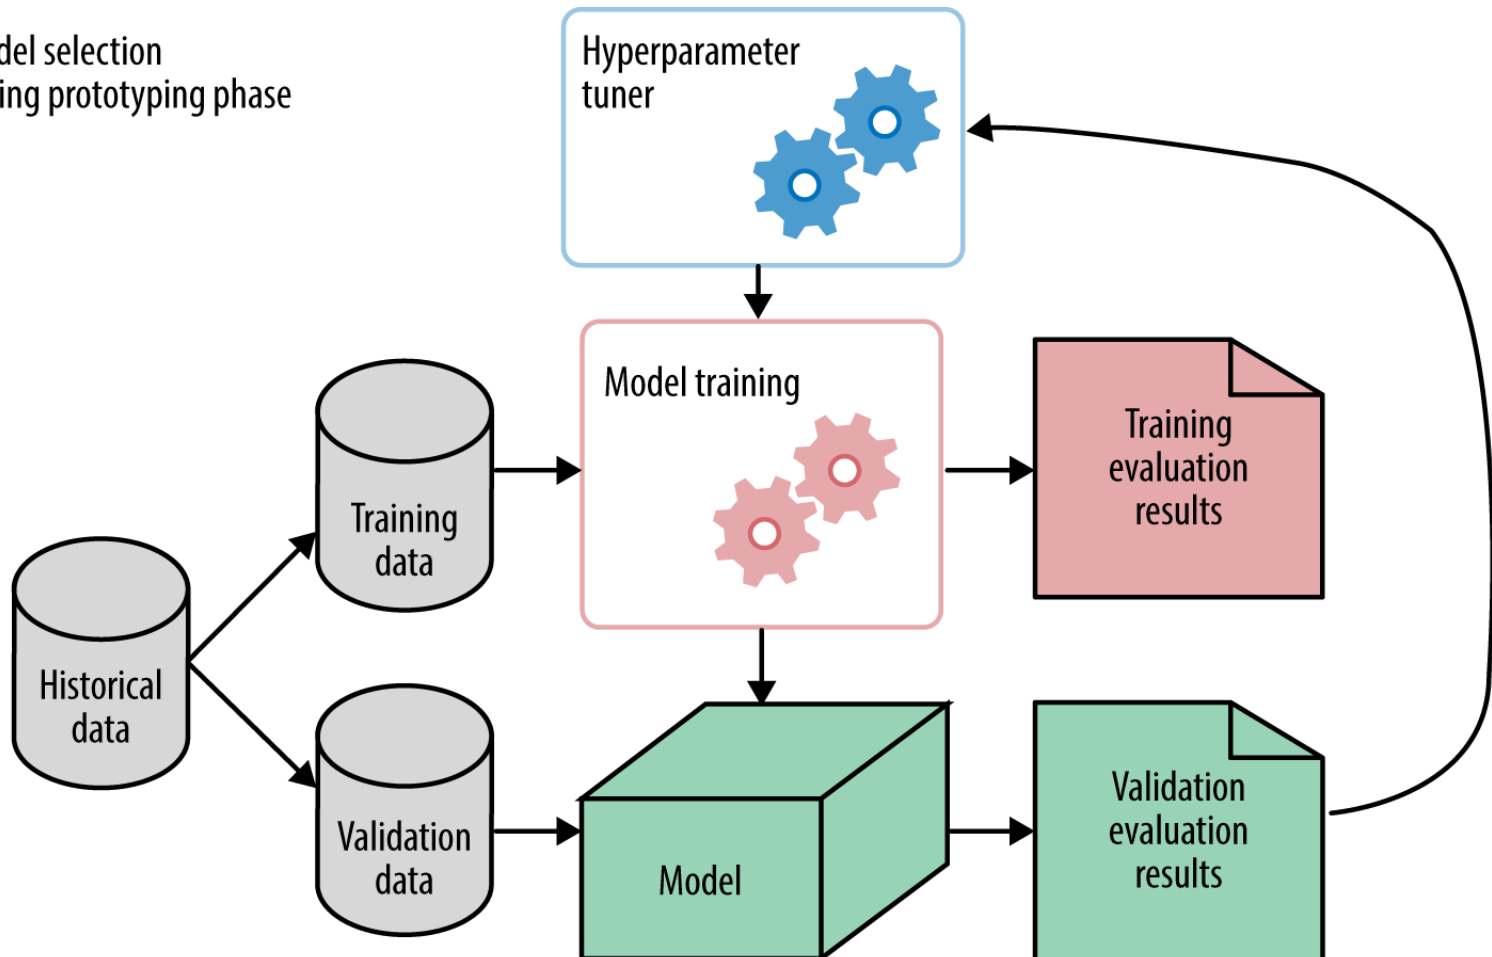 del selection
ing prototyping phase
Hyperparameter
tuner
Model training
Training
evaluation
results
Training
data
Historical
data
Validation
data
Model
Validation
evaluation
results